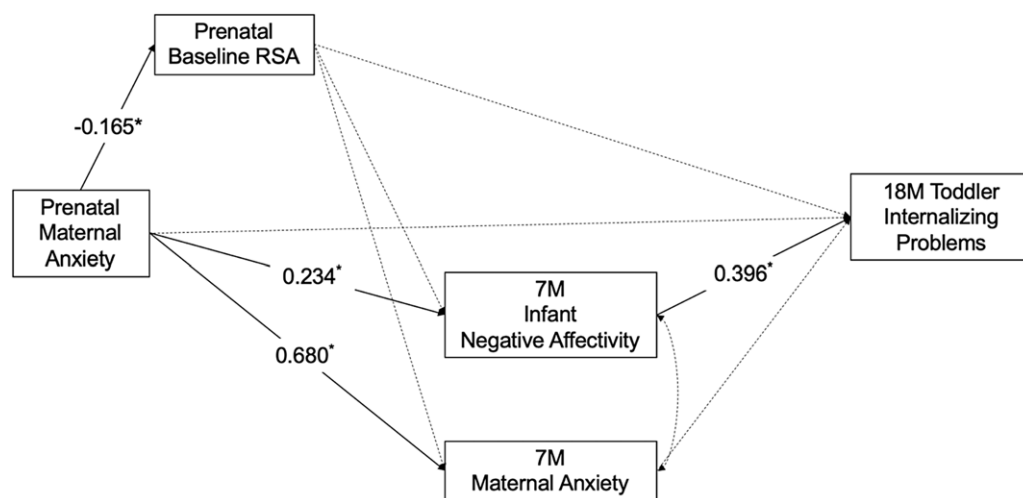 Prenatal
Baseline RSA
-0.165*
Prenatal
Maternal
Anxiety
18M Toddler
Internalizing
Problems
0.234*
0.396*
7M
Infant
Negative Affectivity
0.680*
7M
Maternal Anxiety